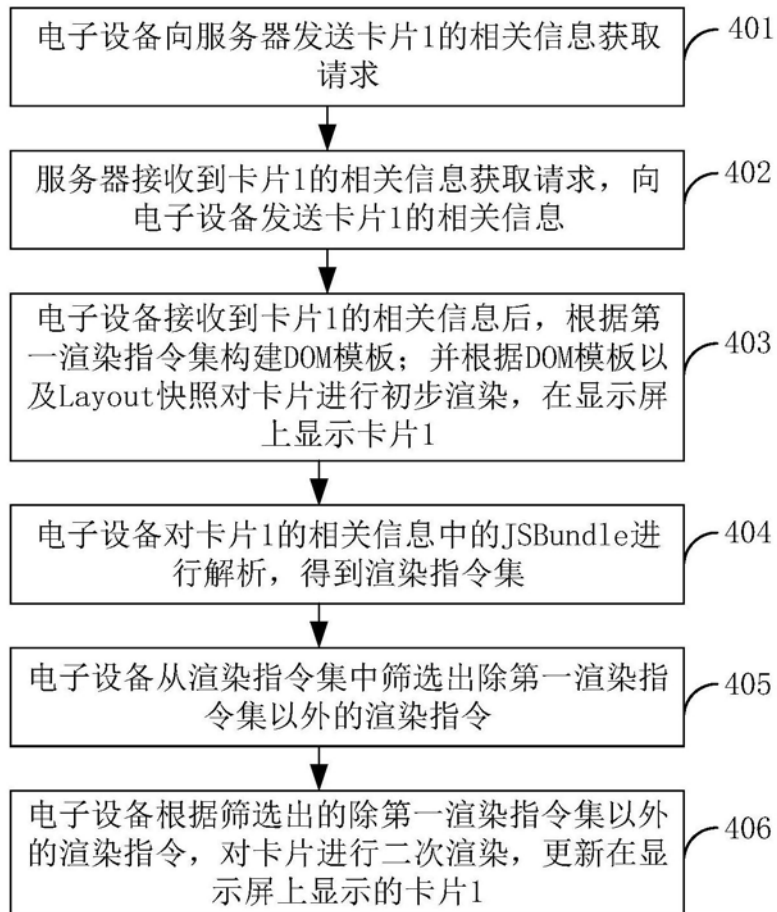 电子设备向服务器发送卡片1的相关信息获取
请求
401
服务器接收到卡片1的相关信息获取请求，向
电子设备发送卡片1的相关信息
402
电子设备接收到卡片1的相关信息后，根据第
一渲染指令集构建DOM模板；并根据DOM模板以
及Layout快照对卡片进行初步渲染，在显示屏
上显示卡片1
403
电子设备对卡片1的相关信息中的JSBundle进
行解析，得到渲染指令集
404
电子设备从渲染指令集中筛选出除第一渲染指
令集以外的渲染指令
405
电子设备根据筛选出的除第一渲染指令集以外
的渲染指令，对卡片进行二次渲染，更新在显
示屏上显示的卡片1
406